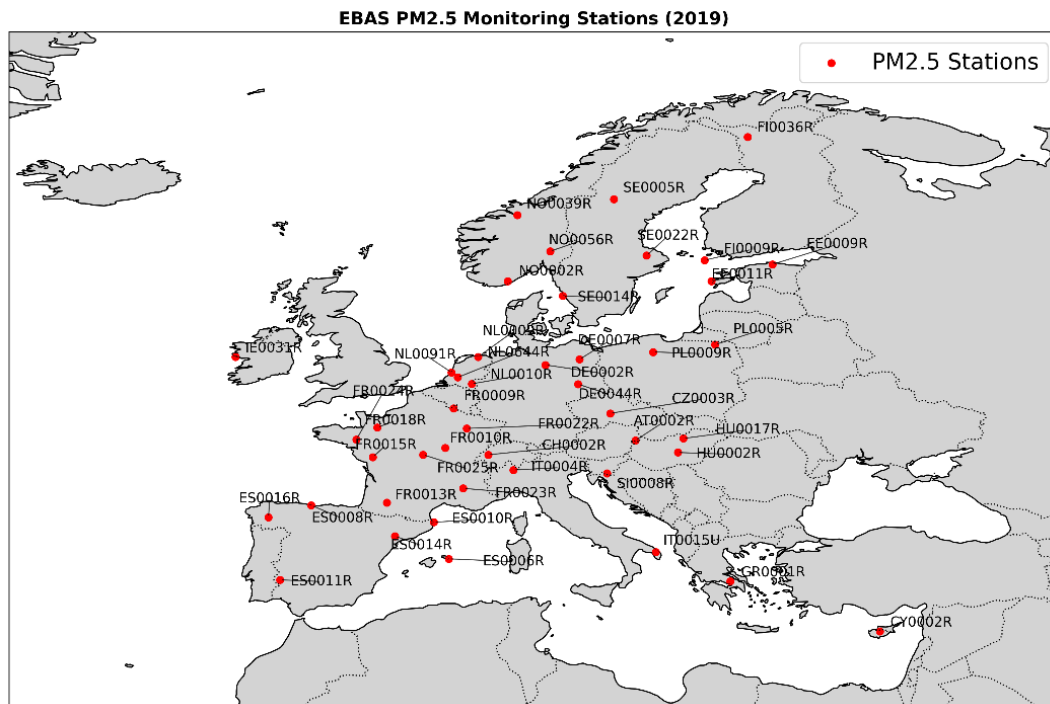 EBAS PM2.5 Monitoring Stations (2019)
PM2.5 Stations
FI0036R
SE0005R
NO0039R
SE0022R
NO0056R
FI0009R
EE0009R
NO0002R
EE0011R
SE0014R
NL0009R
DE0007R
PL0005R
IE0031R
NL0091R
NL0644R
PL0009R
NL0010R
DE0002R
FR0024R
FR0009R
DE0044R
CZ0003R
FR0018R
FR0022R
AT0002R
HU0017R
FR0015R
FR0010R
CH0002R
HU0002R
FR0025R
IT0004R
SI0008R
ES0016R
FR0013R
FR0023R
ES0008R
ES0010R
ES0014R
ES0006R
IT0015U
ES0011R
GR0001R
CY0002R